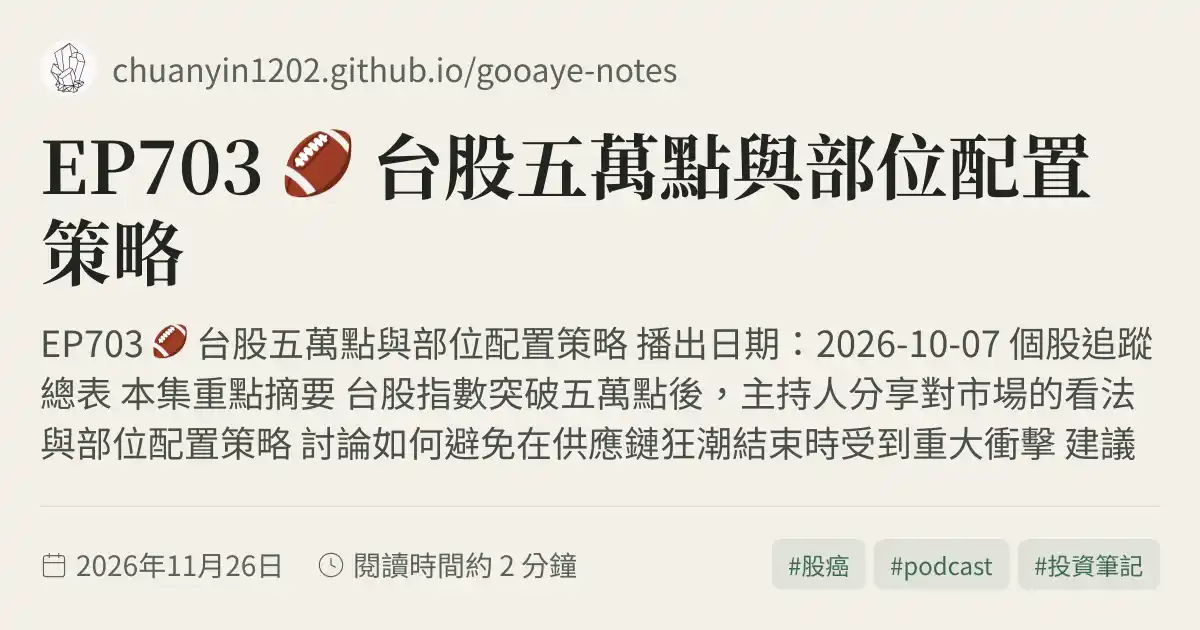 chuanyin1202.github.io/gooaye-notes
EP703 🏈 台股五萬點與部位配置
策略
EP703 🏈 台股五萬點與部位配置策略 播出日期：2026-10-07 個股追蹤
總表 本集重點摘要 台股指數突破五萬點後，主持人分享對市場的看法
與部位配置策略 討論如何避免在供應鏈狂潮結束時受到重大衝擊 建議
2026年11月26日 閱讀時間約 2 分鐘 #股癌 #podcast #投資筆記